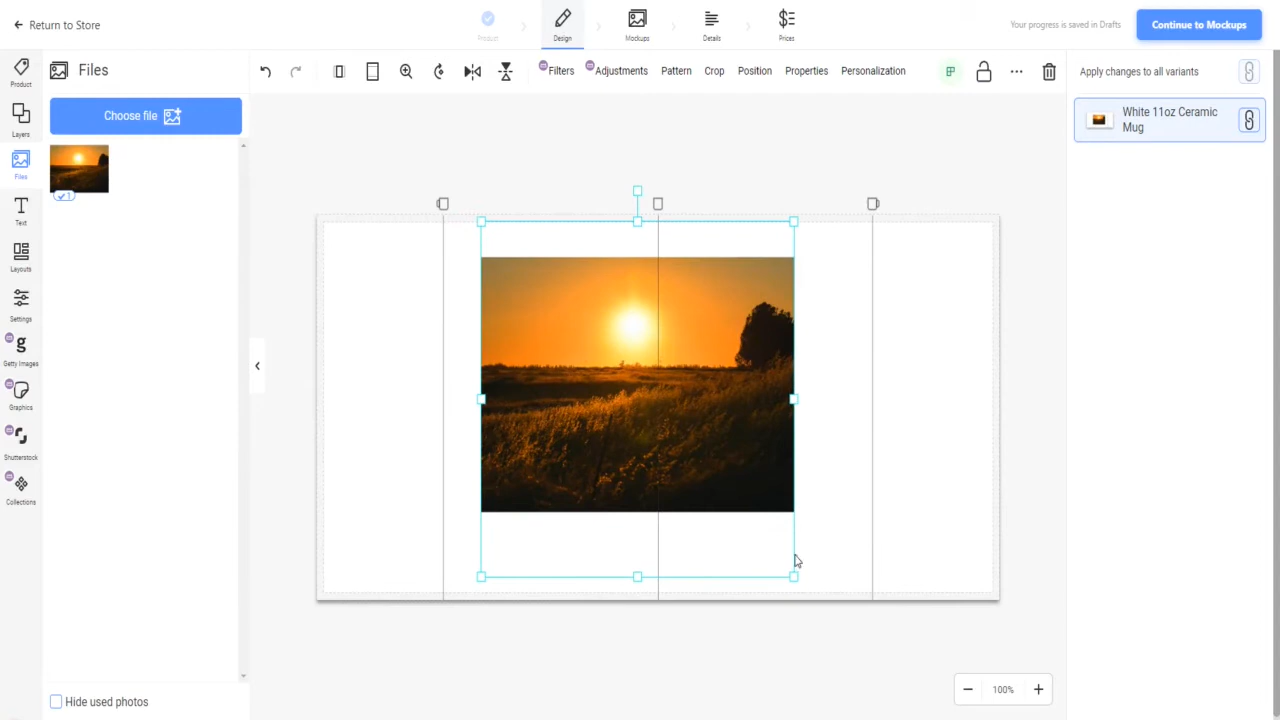 Return to Store
Product
Design
Mockups
Details
Prices
Your progress is saved in Drafts
Continue to Mockups
Product
Layers
Files
Text
Layouts
Settings
Getty Images
Graphics
Shutterstock
Collections
Files
Choose file
1
Hide used photos
Filters
Adjustments
Pattern
Crop
Position
Properties
Personalization
Apply changes to all variants
White 11oz Ceramic
Mug
100%